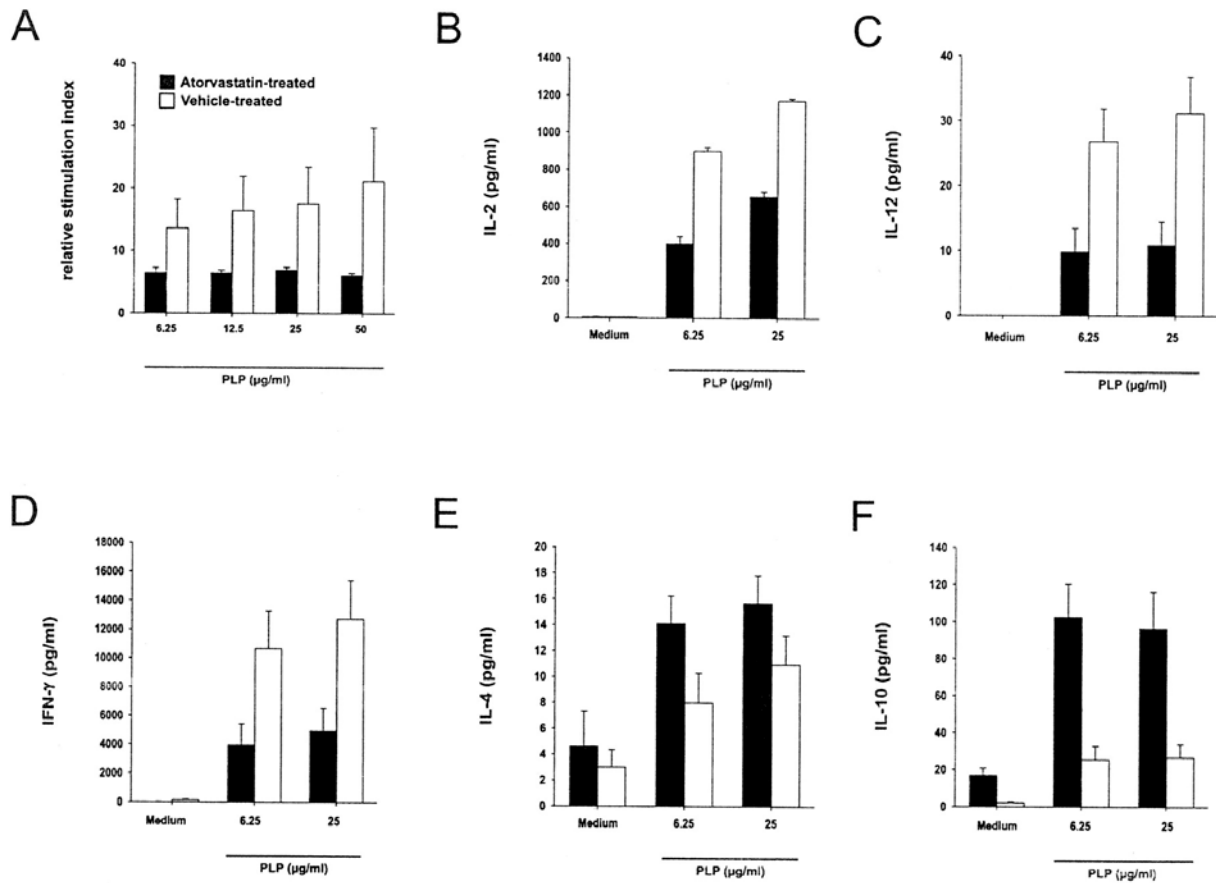 A
relative stimulation index
40
30
20
10
0
Atorvastatin-treated
Vehicle-treated
6.25 12.5 25 50
PLP (µg/ml)
B
IL-2 (pg/ml)
1400
1200
1000
800
600
400
200
0
Medium 6.25 25
PLP (µg/ml)
C
IL-12 (pg/ml)
40
30
20
10
0
Medium 6.25 25
PLP (µg/ml)
D
IFN-γ (pg/ml)
18000
16000
14000
12000
10000
8000
6000
4000
2000
0
Medium 6.25 25
PLP (µg/ml)
E
IL-4 (pg/ml)
20
18
16
14
12
10
8
6
4
2
0
Medium 6.25 25
PLP (µg/ml)
F
IL-10 (pg/ml)
140
120
100
80
60
40
20
0
Medium 6.25 25
PLP (µg/ml)